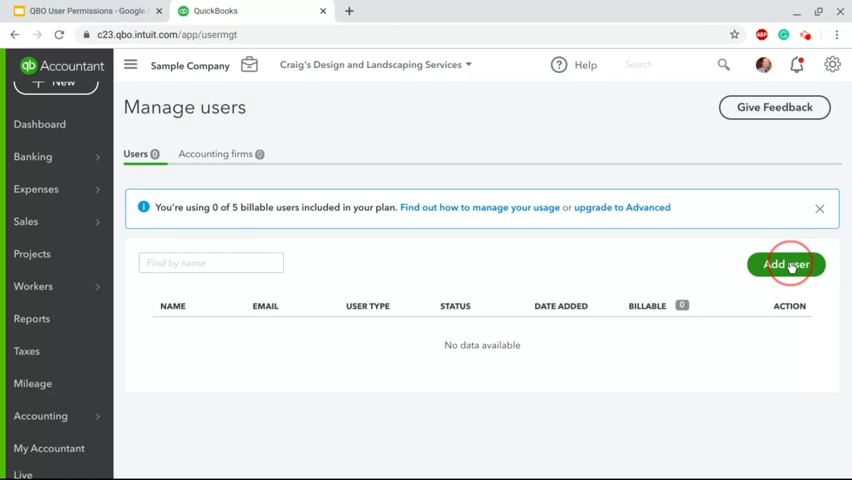 QBO User Permissions - Google
QuickBooks
c23.qbo.intuit.com/app/usermgt
ABP
qb Accountant
Sample Company
Craig's Design and Landscaping Services
Help
Search
New
Manage users
Give Feedback
Dashboard
Banking
Expenses
Sales
Projects
Workers
Reports
Taxes
Mileage
Accounting
My Accountant
Live
Users 0
Accounting firms 0
You're using 0 of 5 billable users included in your plan. Find out how to manage your usage or upgrade to Advanced
Find by name
Add user
NAME EMAIL USER TYPE STATUS DATE ADDED BILLABLE 0 ACTION
No data available